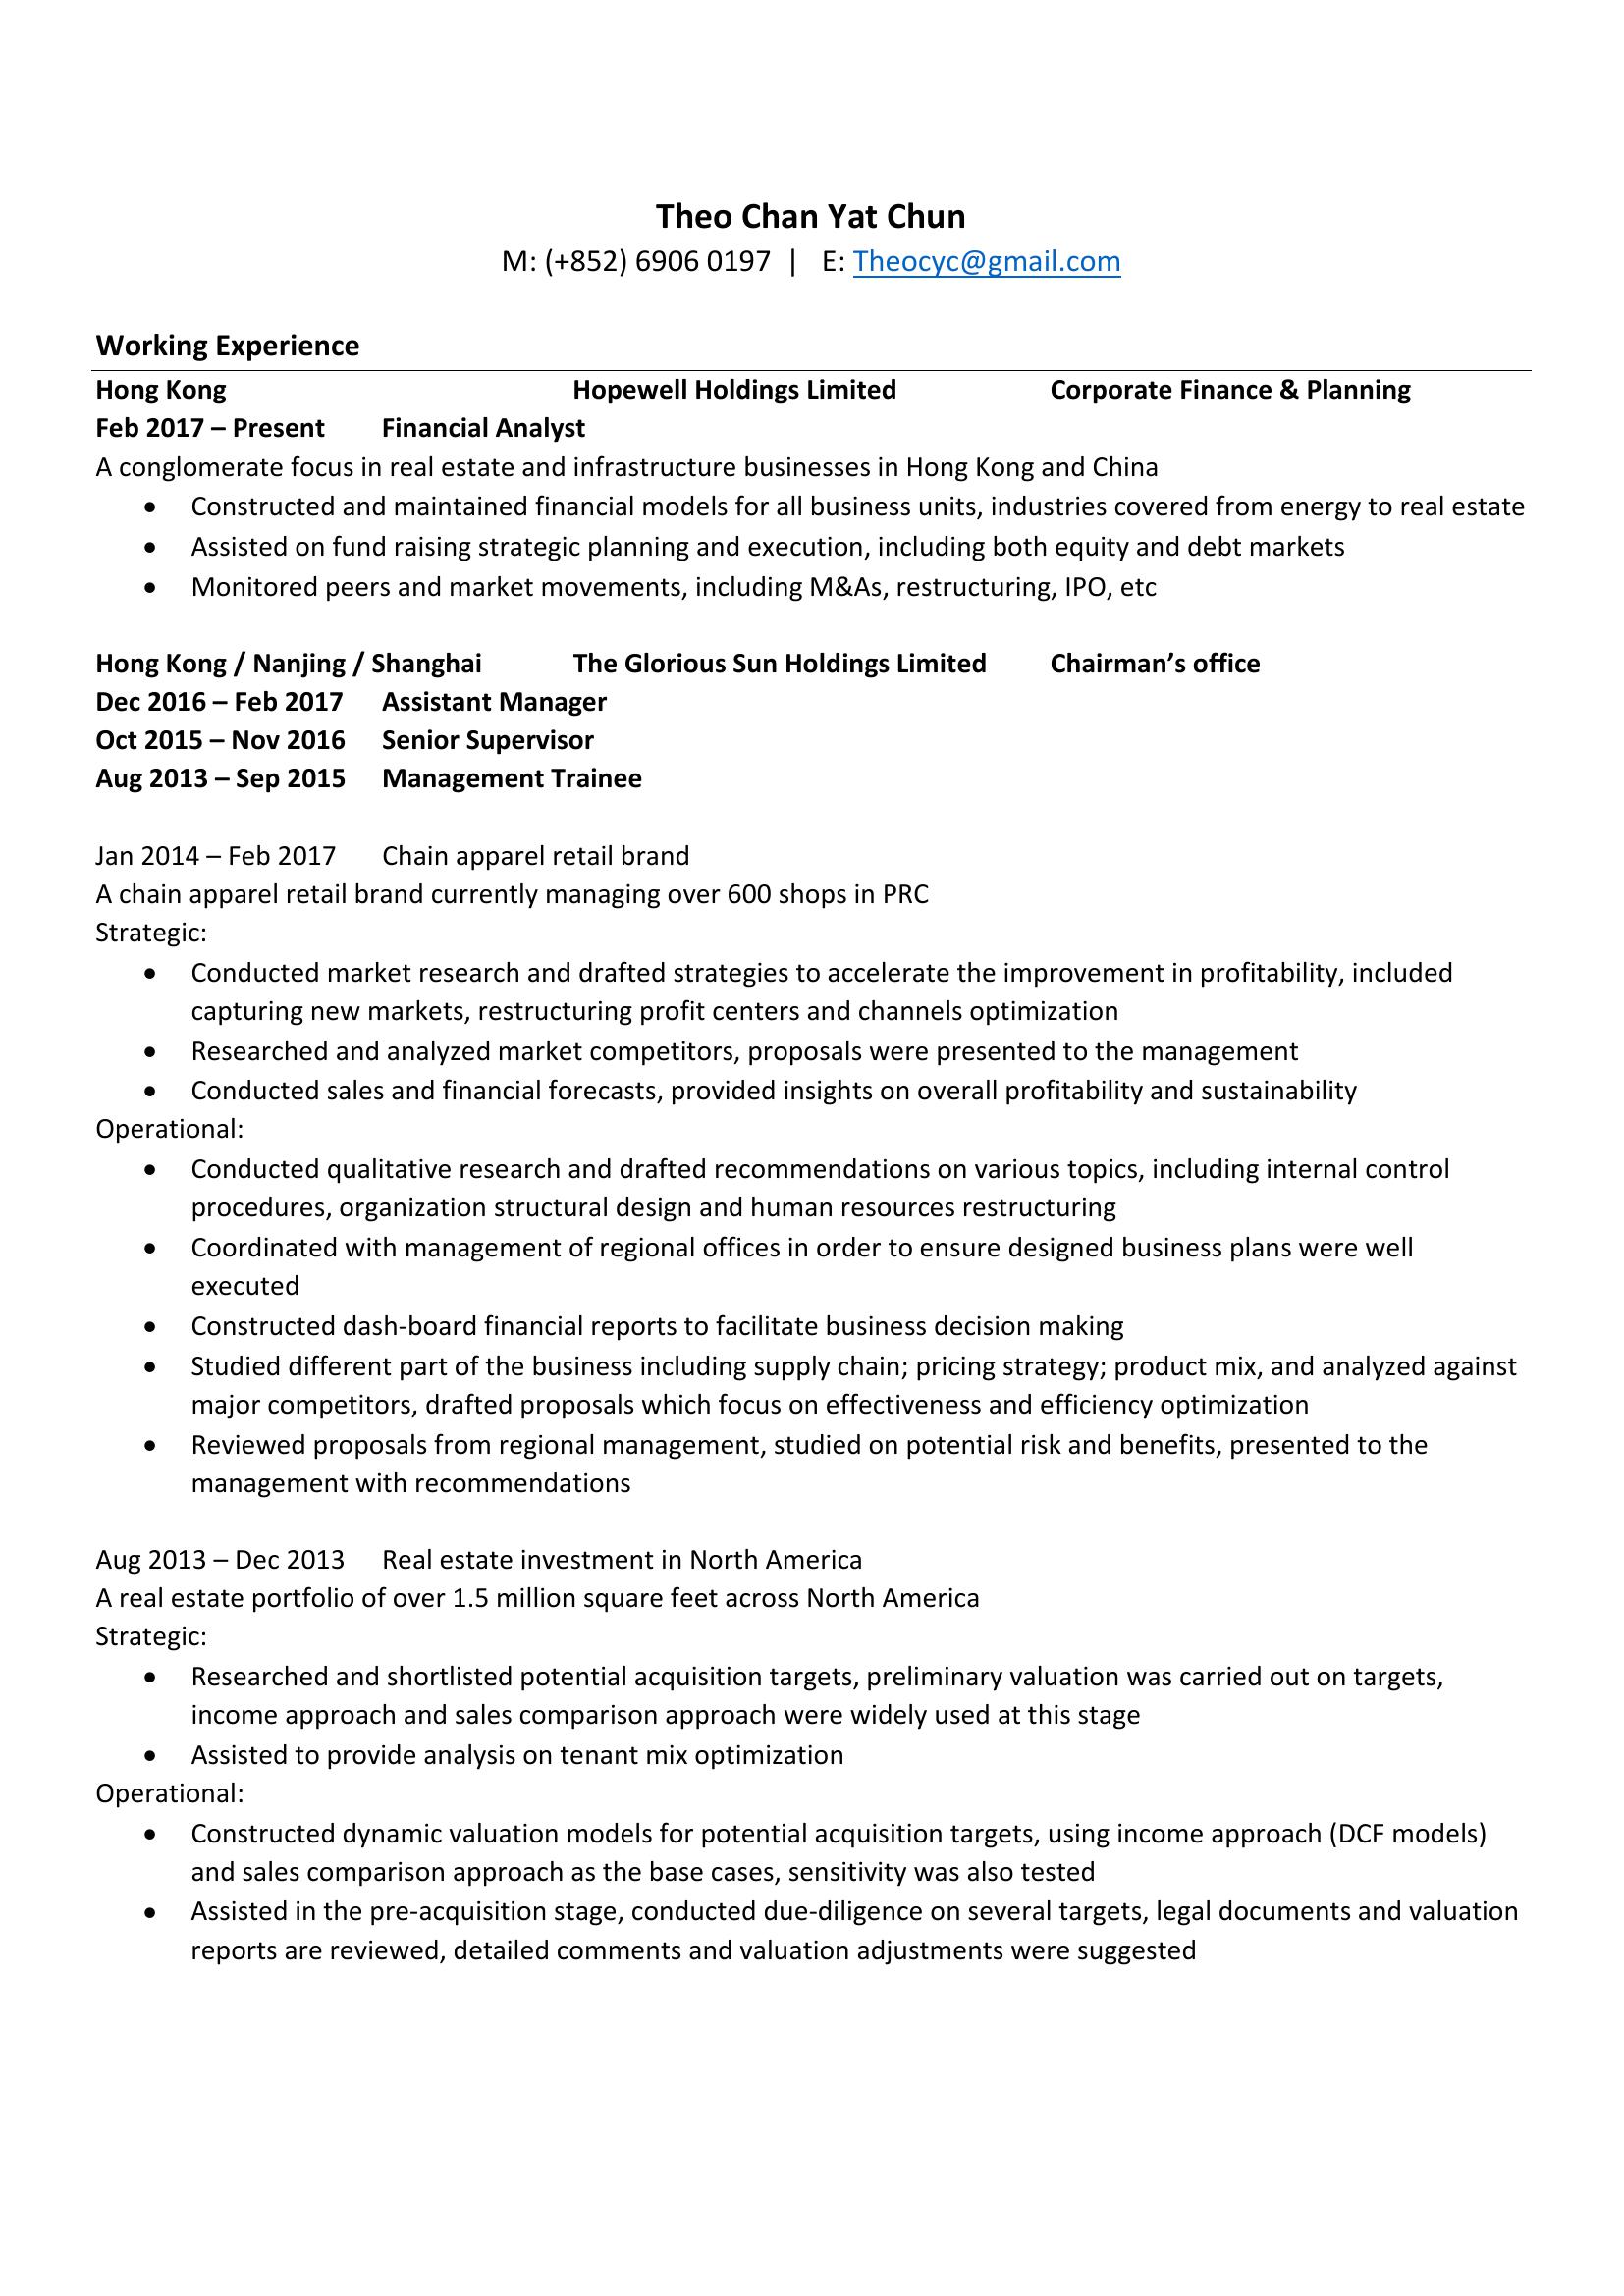 Theo Chan Yat Chun
M: (+852) 6906 0197 | E: Theocyc@gmail.com
Working Experience
Hong Kong Hopewell Holdings Limited Corporate Finance & Planning
Feb 2017 – Present Financial Analyst
A conglomerate focus in real estate and infrastructure businesses in Hong Kong and China
• Constructed and maintained financial models for all business units, industries covered from energy to real estate
• Assisted on fund raising strategic planning and execution, including both equity and debt markets
• Monitored peers and market movements, including M&As, restructuring, IPO, etc
Hong Kong / Nanjing / Shanghai The Glorious Sun Holdings Limited Chairman’s office
Dec 2016 – Feb 2017 Assistant Manager
Oct 2015 – Nov 2016 Senior Supervisor
Aug 2013 – Sep 2015 Management Trainee
Jan 2014 – Feb 2017 Chain apparel retail brand
A chain apparel retail brand currently managing over 600 shops in PRC
Strategic:
• Conducted market research and drafted strategies to accelerate the improvement in profitability, included
capturing new markets, restructuring profit centers and channels optimization
• Researched and analyzed market competitors, proposals were presented to the management
• Conducted sales and financial forecasts, provided insights on overall profitability and sustainability
Operational:
• Conducted qualitative research and drafted recommendations on various topics, including internal control
procedures, organization structural design and human resources restructuring
• Coordinated with management of regional offices in order to ensure designed business plans were well
executed
• Constructed dash-board financial reports to facilitate business decision making
• Studied different part of the business including supply chain; pricing strategy; product mix, and analyzed against
major competitors, drafted proposals which focus on effectiveness and efficiency optimization
• Reviewed proposals from regional management, studied on potential risk and benefits, presented to the
management with recommendations
Aug 2013 – Dec 2013 Real estate investment in North America
A real estate portfolio of over 1.5 million square feet across North America
Strategic:
• Researched and shortlisted potential acquisition targets, preliminary valuation was carried out on targets,
income approach and sales comparison approach were widely used at this stage
• Assisted to provide analysis on tenant mix optimization
Operational:
• Constructed dynamic valuation models for potential acquisition targets, using income approach (DCF models)
and sales comparison approach as the base cases, sensitivity was also tested
• Assisted in the pre-acquisition stage, conducted due-diligence on several targets, legal documents and valuation
reports are reviewed, detailed comments and valuation adjustments were suggested